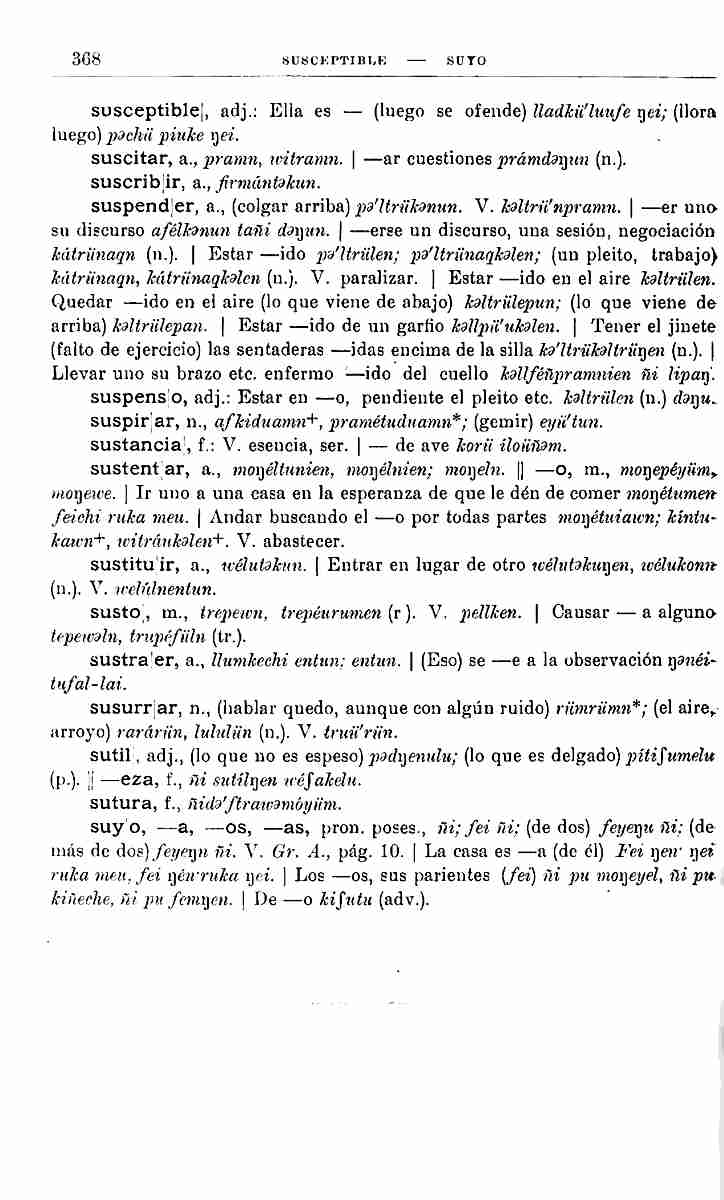 368 SUSCEPTIBLE — SUYO
susceptible|, adj.: Ella es — (luego se ofende) lladkü'luufe ŋei; (llora
luego) pəchü piuke ŋei.
suscitar, a., pramn, witramn. | —ar cuestiones prámdəŋun (n.).
suscrib|ir, a., firmántəkun.
suspend|er, a., (colgar arriba) pə'ltrükənun. V. kəltrü'npramn. | —er uno
su discurso afélkənun tañi dəŋun. | —erse un discurso, una sesión, negociación
kátrünaqn (n.). | Estar —ido pə'ltrülen; pə'ltrünaqkəlen; (un pleito, trabajo)
kátrünaqn, kátrünaqkəlen (n.). V. paralizar. | Estar —ido en el aire kəltrülen.
Quedar —ido en el aire (lo que viene de abajo) kəltrülepun; (lo que viene de
arriba) kəltrülepan. | Estar —ido de un garfio kəllpü'ukəlen. | Tener el jinete
(falto de ejercicio) las sentaderas —idas encima de la silla kə'ltrükəltrüŋen (n.). |
Llevar uno su brazo etc. enfermo —ido del cuello kəllféñpramnien ñi lipaŋ.
suspens|o, adj.: Estar en —o, pendiente el pleito etc. kəltrülen (n.) dəŋu.
suspir|ar, n., afkiduamn+, pramétuduamn*; (gemir) eyü'tun.
sustancia|, f.: V. esencia, ser. | — de ave korü iloüñəm.
sustent|ar, a., moŋéltunien, moŋélnien; moŋeln. || —o, m., moŋepéyüm,
moŋewe. | Ir uno a una casa en la esperanza de que le dén de comer moŋétumen
feichi ruka meu. | Andar buscando el —o por todas partes moŋétuiawn; kintu-
kawn+, witránkəlen+. V. abastecer.
sustitu|ir, a., wélutəkun. | Entrar en lugar de otro wélutəkuŋen, wélukonn
(n.). V. welúlnentun.
susto|, m., trepewn, trepéurumen (r). V. pellken. | Causar — a alguno
tepewəln, trupéfüln (tr.).
sustra|er, a., llumkechi entun; entun. | (Eso) se —e a la observación ŋənéi-
tufal-lai.
susurr|ar, n., (hablar quedo, aunque con algún ruido) rümrümn*; (el aire,
arroyo) rarárün, lululün (n.). V. truü'rün.
sutil|, adj., (lo que no es espeso) pədŋenulu; (lo que es delgado) pítiʃumelu
(p.). || —eza, f., ñi sutílŋen wéʃakelu.
sutura, f., ñidə'ftrawəmóyüm.
suy|o, —a, —os, —as, pron. poses., ñi; fei ñi; (de dos) feyeŋu ñi; (de
más de dos) feyeŋn ñi. V. Gr. A., pág. 10. | La casa es —a (de él) Fei ŋen· ŋei
ruka meu, fei ŋén·ruka ŋei. | Los —os, sus parientes (fei) ñi pu moŋeyel, ñi pu
kiñeche, ñi pu femŋen. | De —o kiʃutu (adv.).